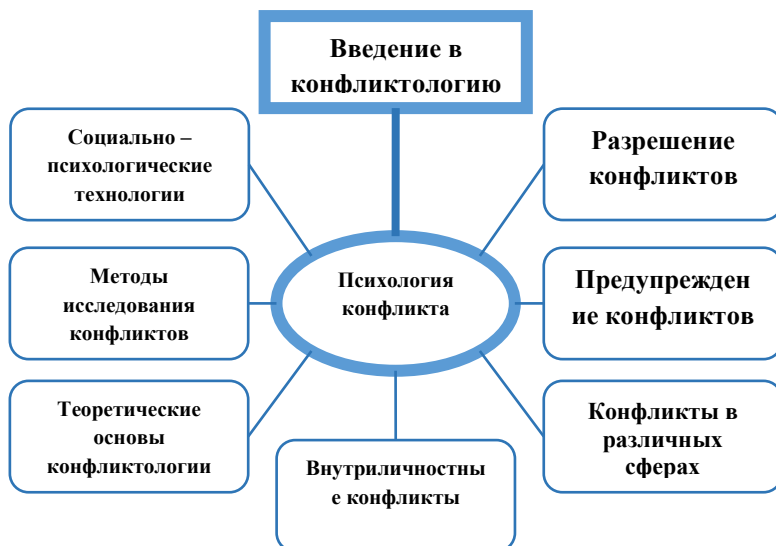 Введение в
конфликтологию
Социально –
психологические
технологии
Разрешение
конфликтов
Методы
исследования
конфликтов
Психология
конфликта
Предупрежден
ие конфликтов
Теоретические
основы
конфликтологии
Внутриличностны
е конфликты
Конфликты в
различных
сферах